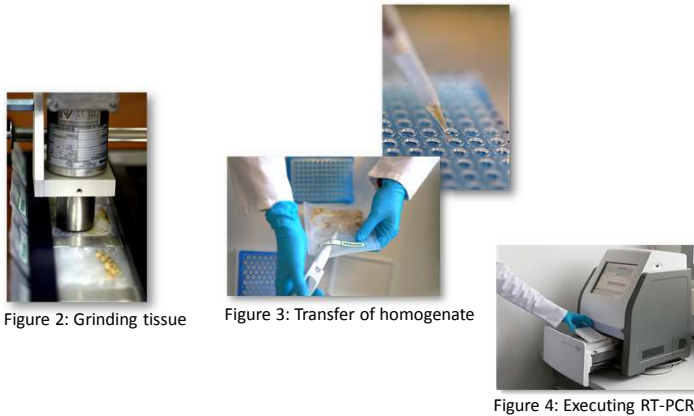 Figure 2: Grinding tissue
Figure 3: Transfer of homogenate
Figure 4: Executing RT-PCR